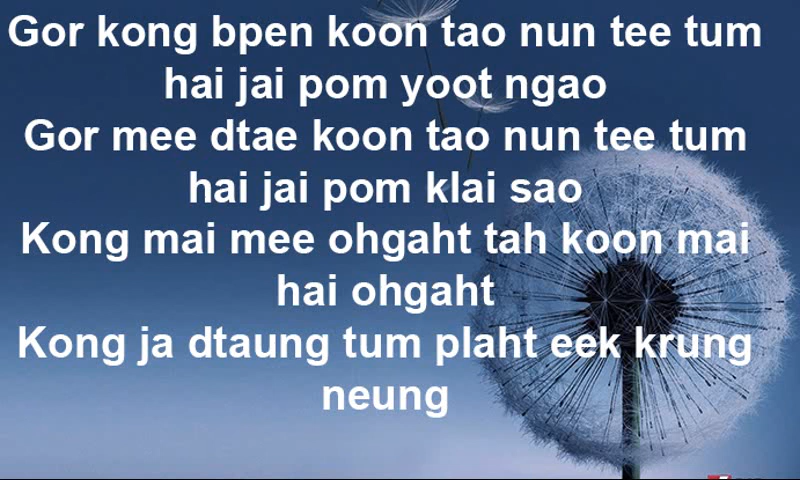 Gor kong bpen koon tao nun tee tum
hai jai pom yoot ngao
Gor mee dtae koon tao nun tee tum
hai jai pom klai sao
Kong mai mee ohgaht tah koon mai
hai ohgaht
Kong ja dtaung tum plaht eek krung
neung